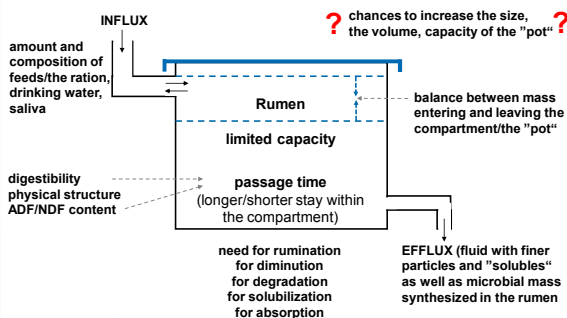 INFLUX
? chances to increase the size, ?
the volume, capacity of the ”pot“
amount and
composition of
feeds/the ration,
drinking water,
saliva
Rumen
balance between mass
entering and leaving the
compartment/the ”pot“
limited capacity
digestibility
physical structure
ADF/NDF content
passage time
(longer/shorter stay within
the compartment)
need for rumination
for diminution
for degradation
for solubilization
for absorption
EFFLUX (fluid with finer
particles and ”solubles“
as well as microbial mass
synthesized in the rumen